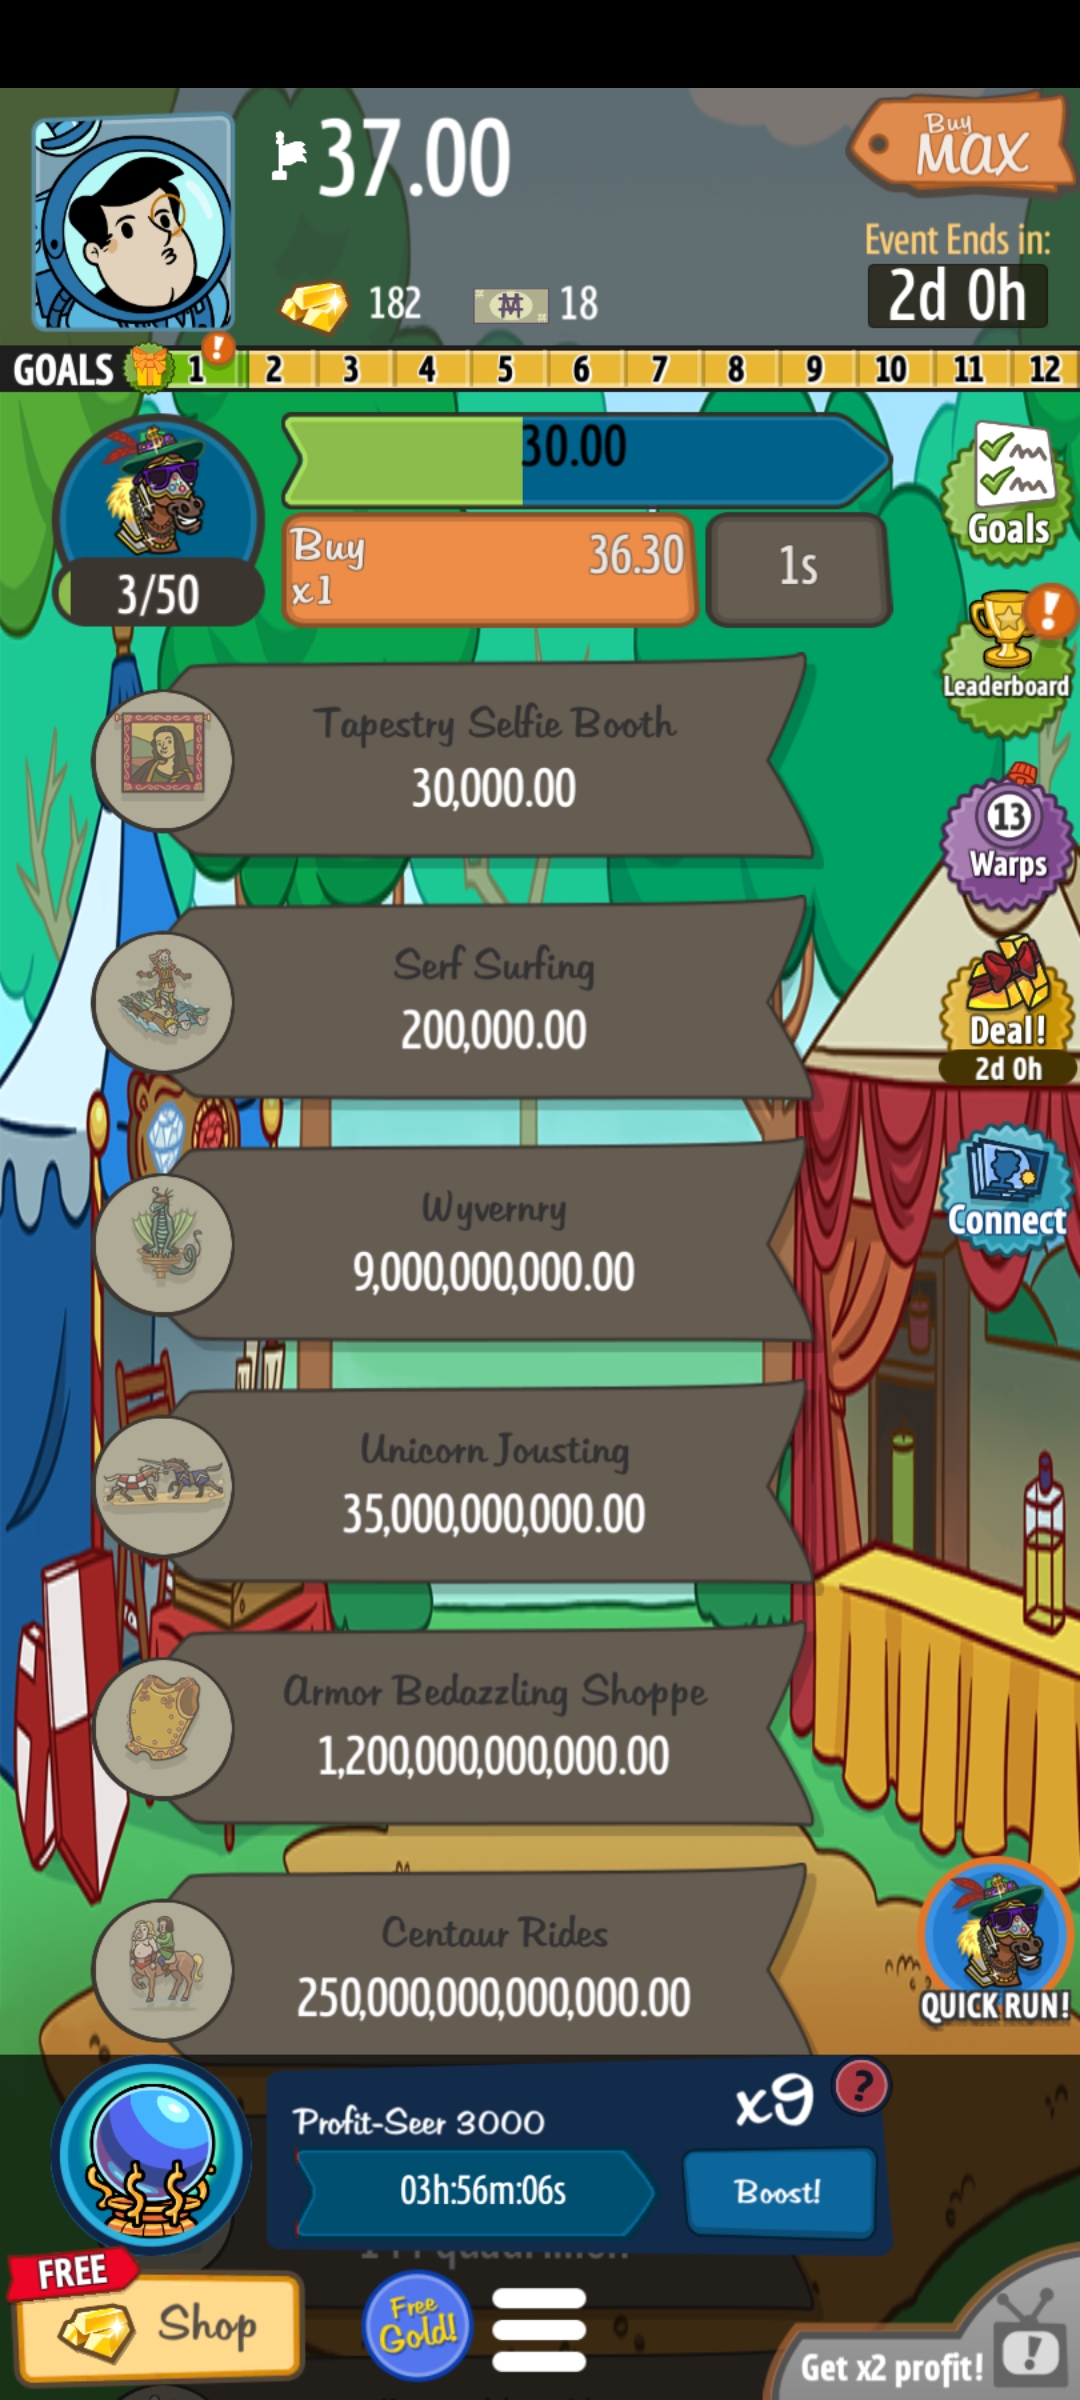 37.00
Buy
MAX
Event Ends in:
2d 0h
182
18
GOALS
1
!
2
3
4
5
6
7
8
9
10
11
12
30.00
Buy
x1
36.30
1s
3/50
Goals
!
Leaderboard
Tapestry Selfie Booth
30,000.00
13
Warps
Serf Surfing
200,000.00
Deal!
2d 0h
Wyvernry
9,000,000,000.00
Connect
Unicorn Jousting
35,000,000,000.00
Armor Bedazzling Shoppe
1,200,000,000,000.00
Centaur Rides
250,000,000,000,000.00
QUICK RUN!
Profit-Seer 3000
x9
?
03h:56m:06s
Boost!
FREE
Shop
Free
Gold!
Get x2 profit!
!